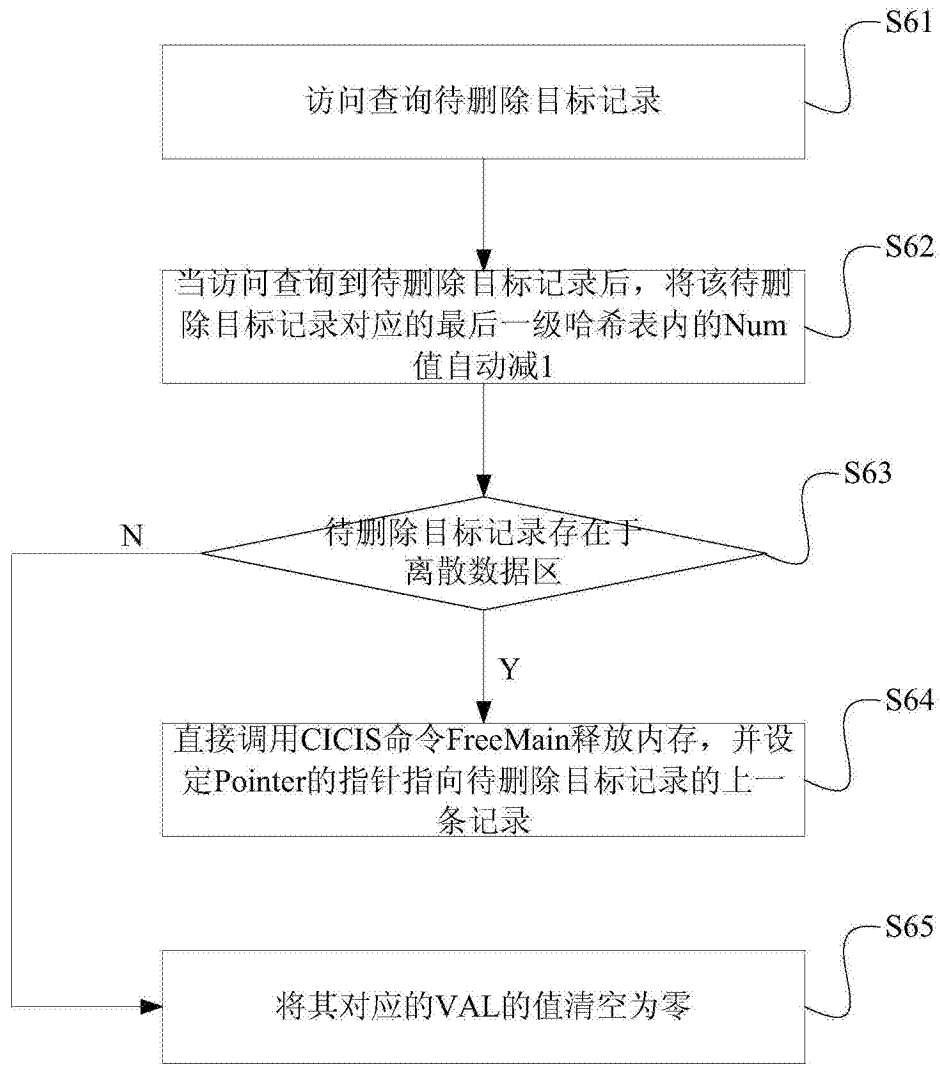 S61
访问查询待删除目标记录
S62
当访问查询到待删除目标记录后，将该待删
除目标记录对应的最后一级哈希表内的Num
值自动减1
S63
待删除目标记录存在于
离散数据区
N
Y
S64
直接调用CICIS命令FreeMain释放内存，并设
定Pointer的指针指向待删除目标记录的上一
条记录
S65
将其对应的VAL的值清空为零